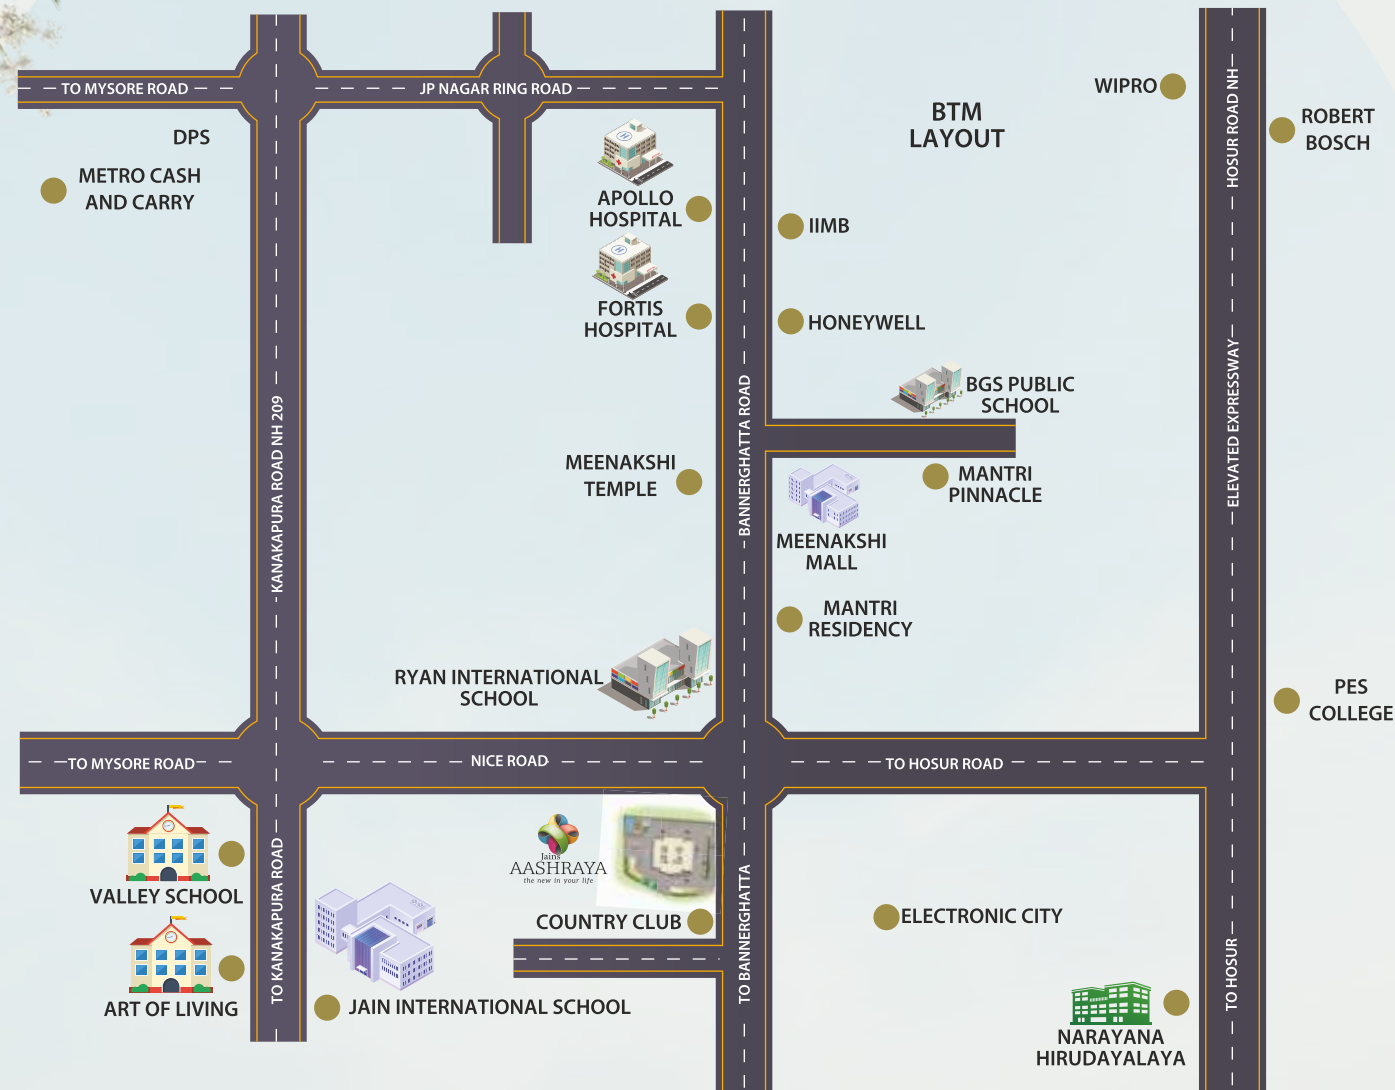 TO MYSORE ROAD
JP NAGAR RING ROAD
WIPRO
BTM
LAYOUT
HOSUR ROAD NH
ROBERT
BOSCH
DPS
METRO CASH
AND CARRY
APOLLO
HOSPITAL
IIMB
FORTIS
HOSPITAL
HONEYWELL
KANAKAPURA ROAD NH 209
BANNERGHATTA ROAD
ELEVATED EXPRESSWAY
BGS PUBLIC
SCHOOL
MEENAKSHI
TEMPLE
MANTRI
PINNACLE
MEENAKSHI
MALL
MANTRI
RESIDENCY
RYAN INTERNATIONAL
SCHOOL
PES
COLLEGE
TO MYSORE ROAD
NICE ROAD
TO HOSUR ROAD
VALLEY SCHOOL
TO KANAKAPURA ROAD
Jains
AASHRAYA
the new in your life
COUNTRY CLUB
TO BANNERGHATTA
ELECTRONIC CITY
TO HOSUR
ART OF LIVING
JAIN INTERNATIONAL SCHOOL
NARAYANA
HIRUDAYALAYA